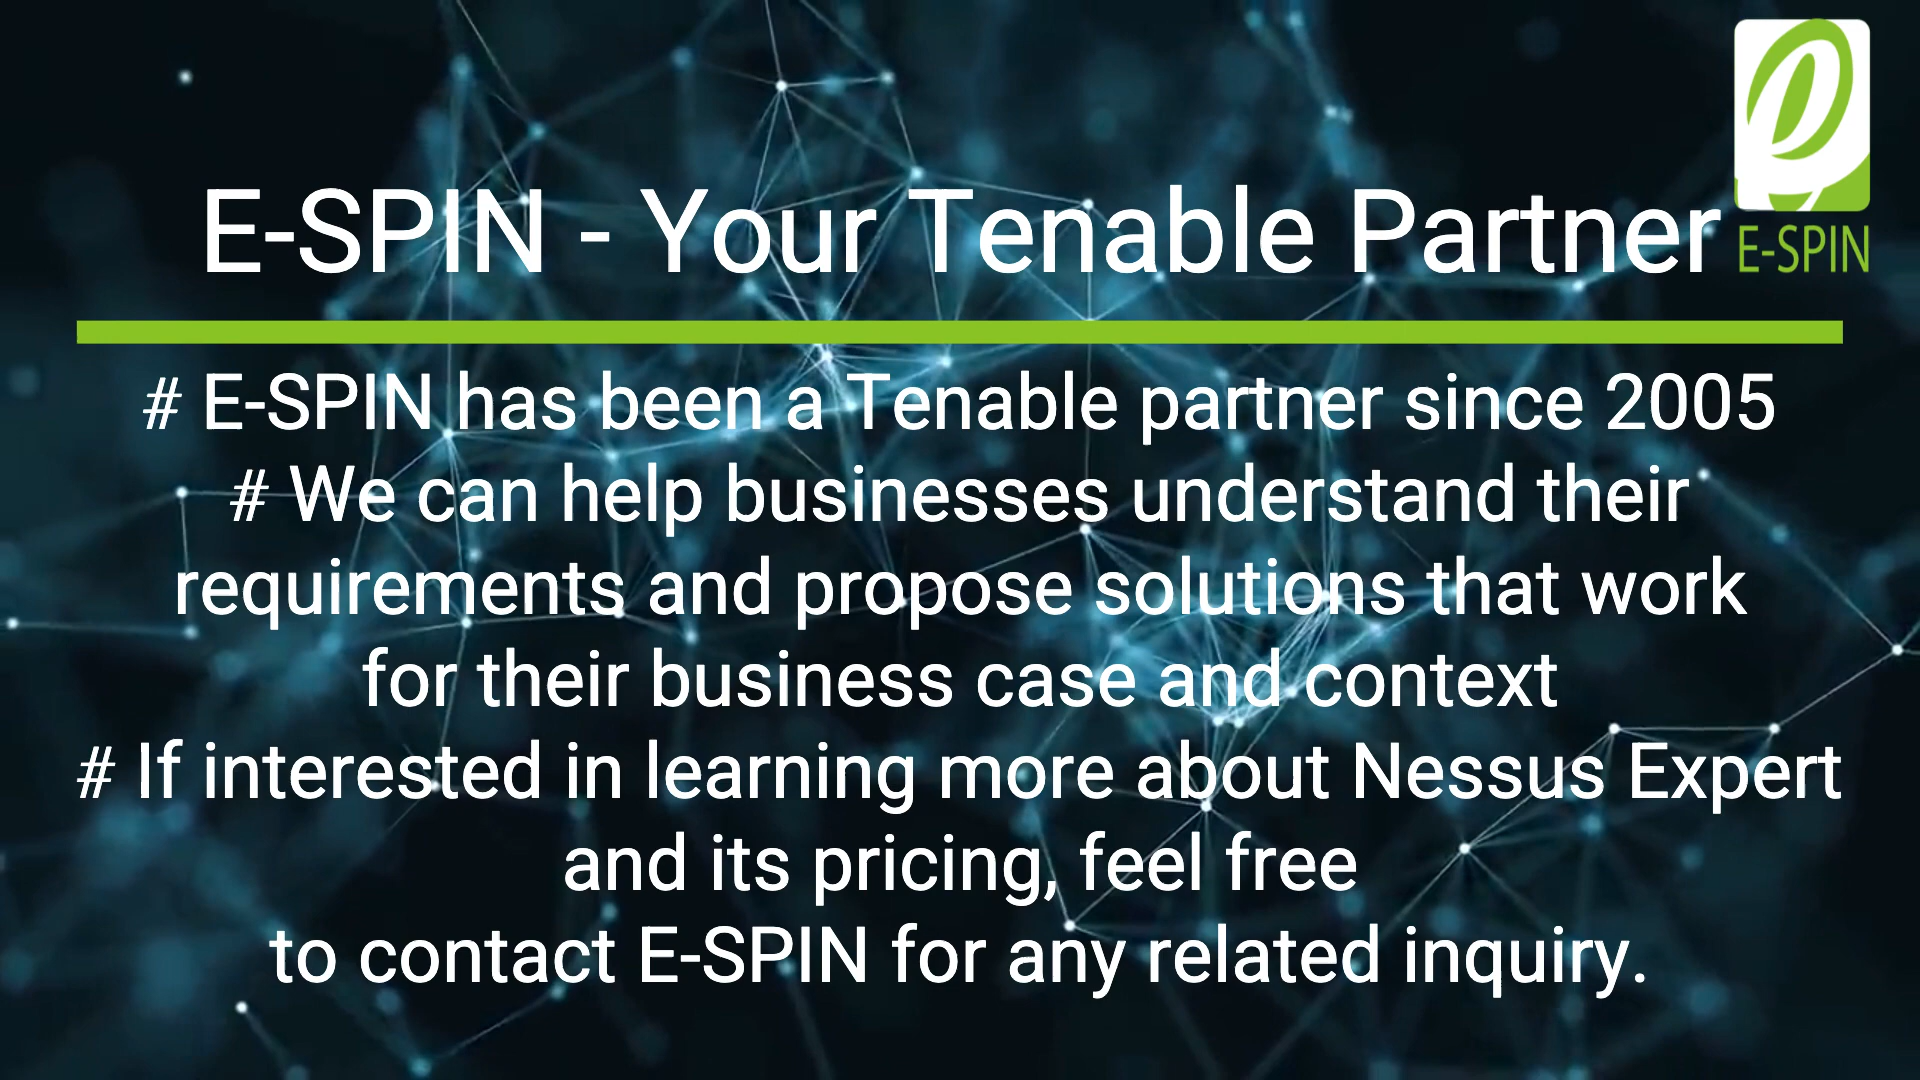 E-SPIN - Your Tenable Partner
E-SPIN
# E-SPIN has been a Tenable partner since 2005
# We can help businesses understand their
requirements and propose solutions that work
for their business case and context
# If interested in learning more about Nessus Expert
and its pricing, feel free
to contact E-SPIN for any related inquiry.